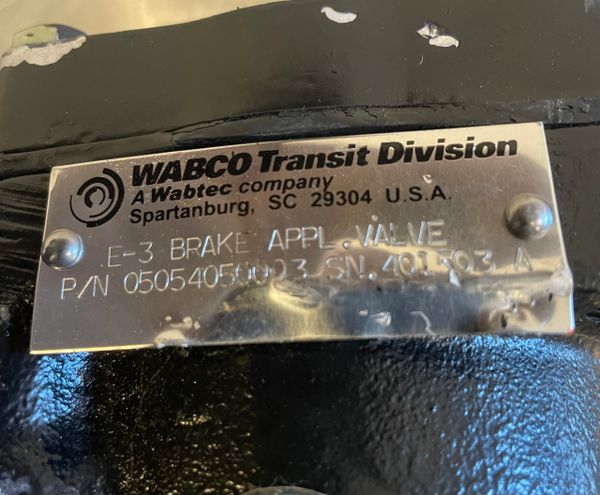 WABCO Transit Division
A Wabtec company
Spartanburg, SC 29304 U.S.A.
E-3 BRAKE APPL. VALVE
P/N SN. 401503 A